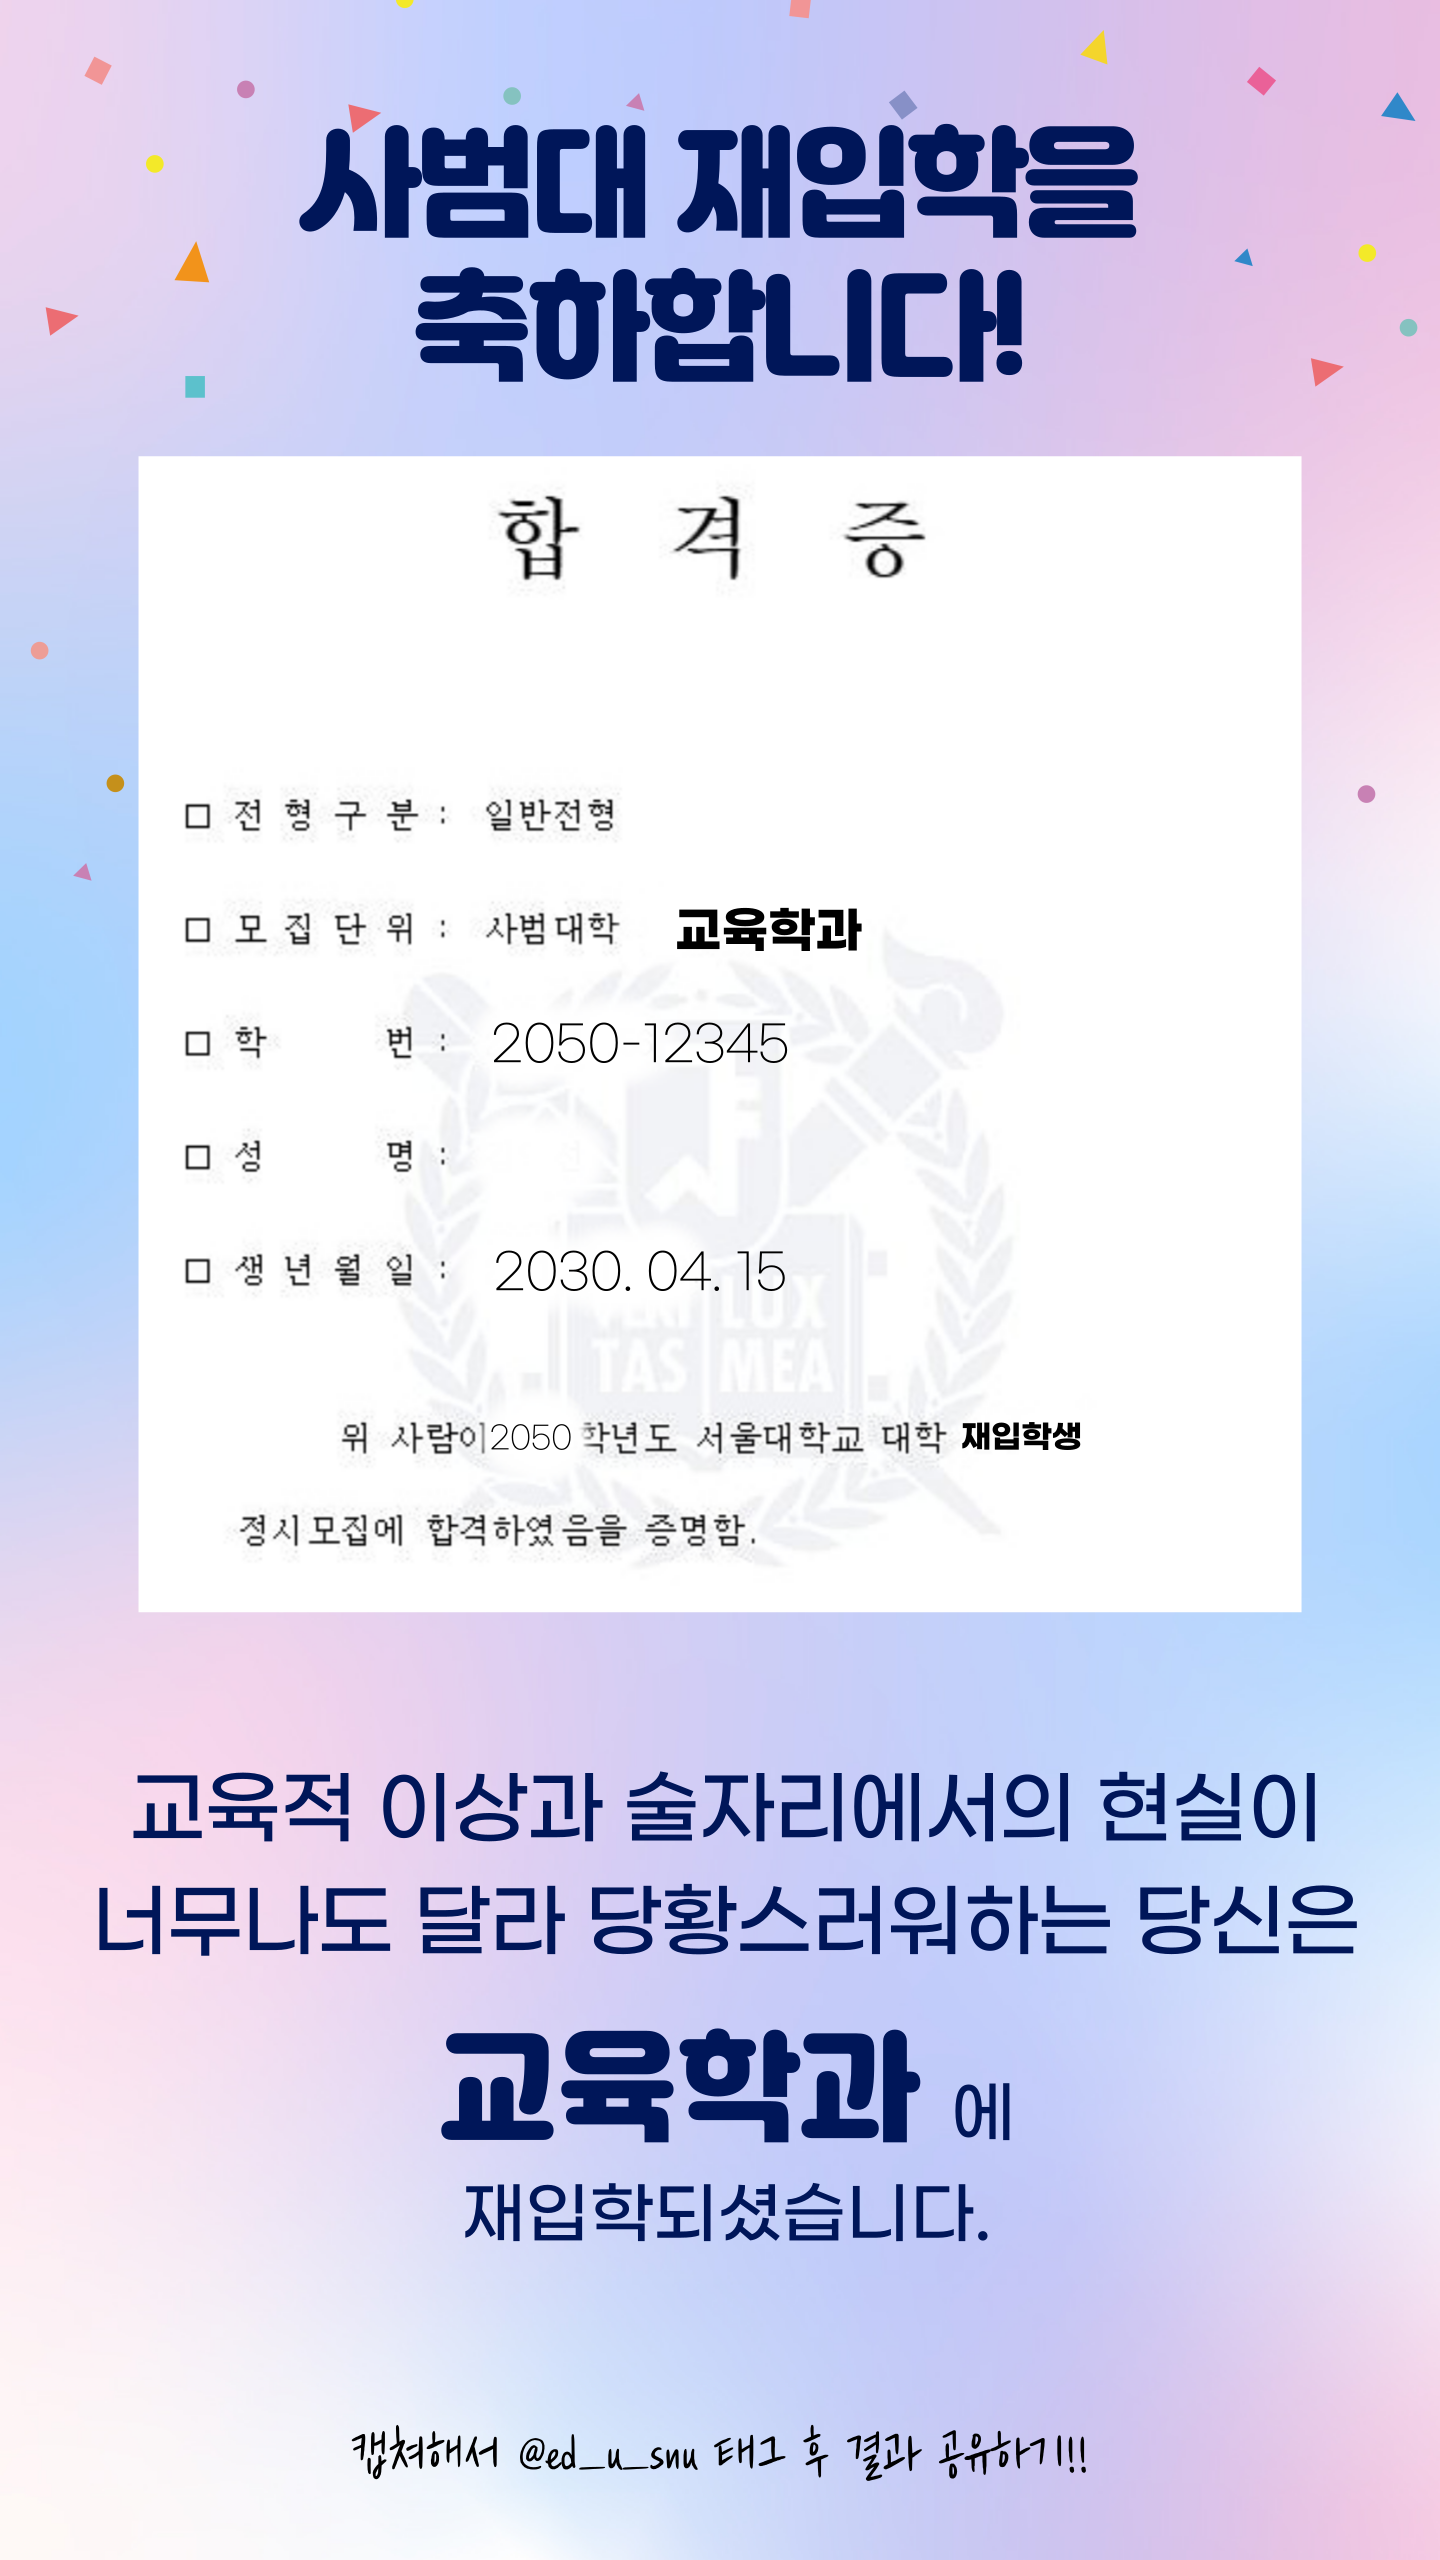 사범대 재입학을
축하합니다!
합 격 증
□ 전 형 구 분 : 일반전형
□ 모 집 단 위 : 사범대학 교육학과
□ 학 번 : 2050-12345
□ 성 명 :
□ 생 년 월 일 : 2030. 04. 15
VERI LUX
TAS MEA
위 사람이 2050 학년도 서울대학교 대학 재입학생
정시모집에 합격하였음을 증명함.
교육적 이상과 술자리에서의 현실이
너무나도 달라 당황스러워하는 당신은
교육학과 에
재입학되셨습니다.
캡쳐해서 @ed_u_snu 태그 후 결과 공유하기!!!